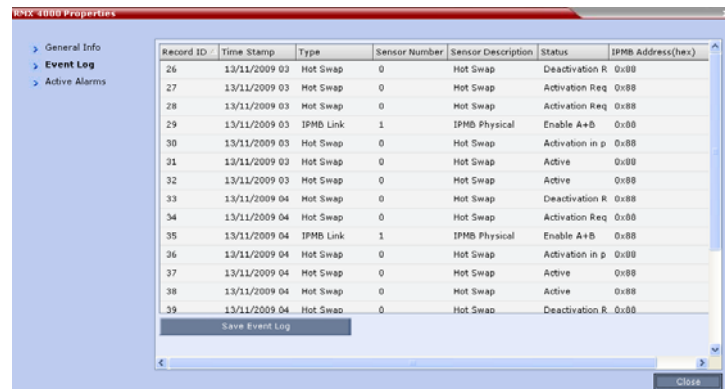 RMX 4000 Properties
General Info
Event Log
Active Alarms
Record ID Time Stamp Type Sensor Number Sensor Description Status IPMB Address(hex)
26 13/11/2009 03 Hot Swap 0 Hot Swap Deactivation R 0x88
27 13/11/2009 03 Hot Swap 0 Hot Swap Activation Req 0x88
28 13/11/2009 03 Hot Swap 0 Hot Swap Activation Req 0x88
29 13/11/2009 03 IPMB Link 1 IPMB Physical Enable A+B 0x88
30 13/11/2009 03 Hot Swap 0 Hot Swap Activation in p 0x88
31 13/11/2009 03 Hot Swap 0 Hot Swap Active 0x88
32 13/11/2009 03 Hot Swap 0 Hot Swap Active 0x88
33 13/11/2009 04 Hot Swap 0 Hot Swap Deactivation R 0x88
34 13/11/2009 04 Hot Swap 0 Hot Swap Activation Req 0x88
35 13/11/2009 04 IPMB Link 1 IPMB Physical Enable A+B 0x88
36 13/11/2009 04 Hot Swap 0 Hot Swap Activation in p 0x88
37 13/11/2009 04 Hot Swap 0 Hot Swap Active 0x88
38 13/11/2009 04 Hot Swap 0 Hot Swap Active 0x88
39 13/11/2009 04 Hot Swap 0 Hot Swap Deactivation R 0x88
Save Event Log
Close